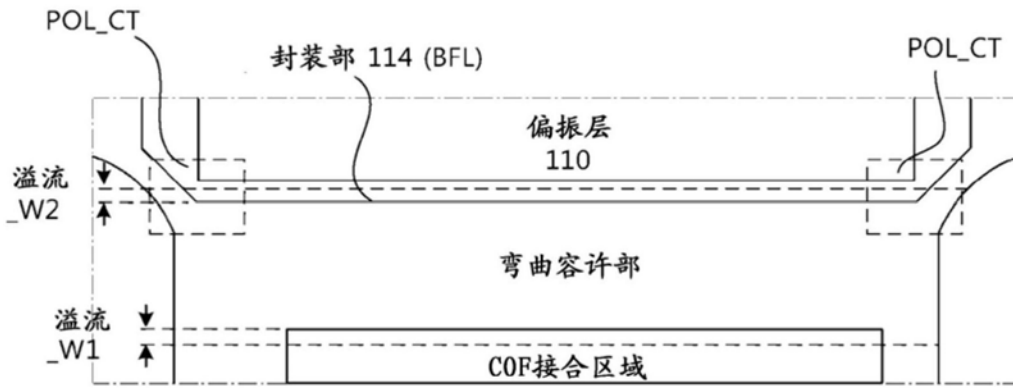 POL_CT
封装部 114 (BFL)
POL_CT
偏振层
110
溢流
_W2
弯曲容许部
溢流
_W1
COF接合区域